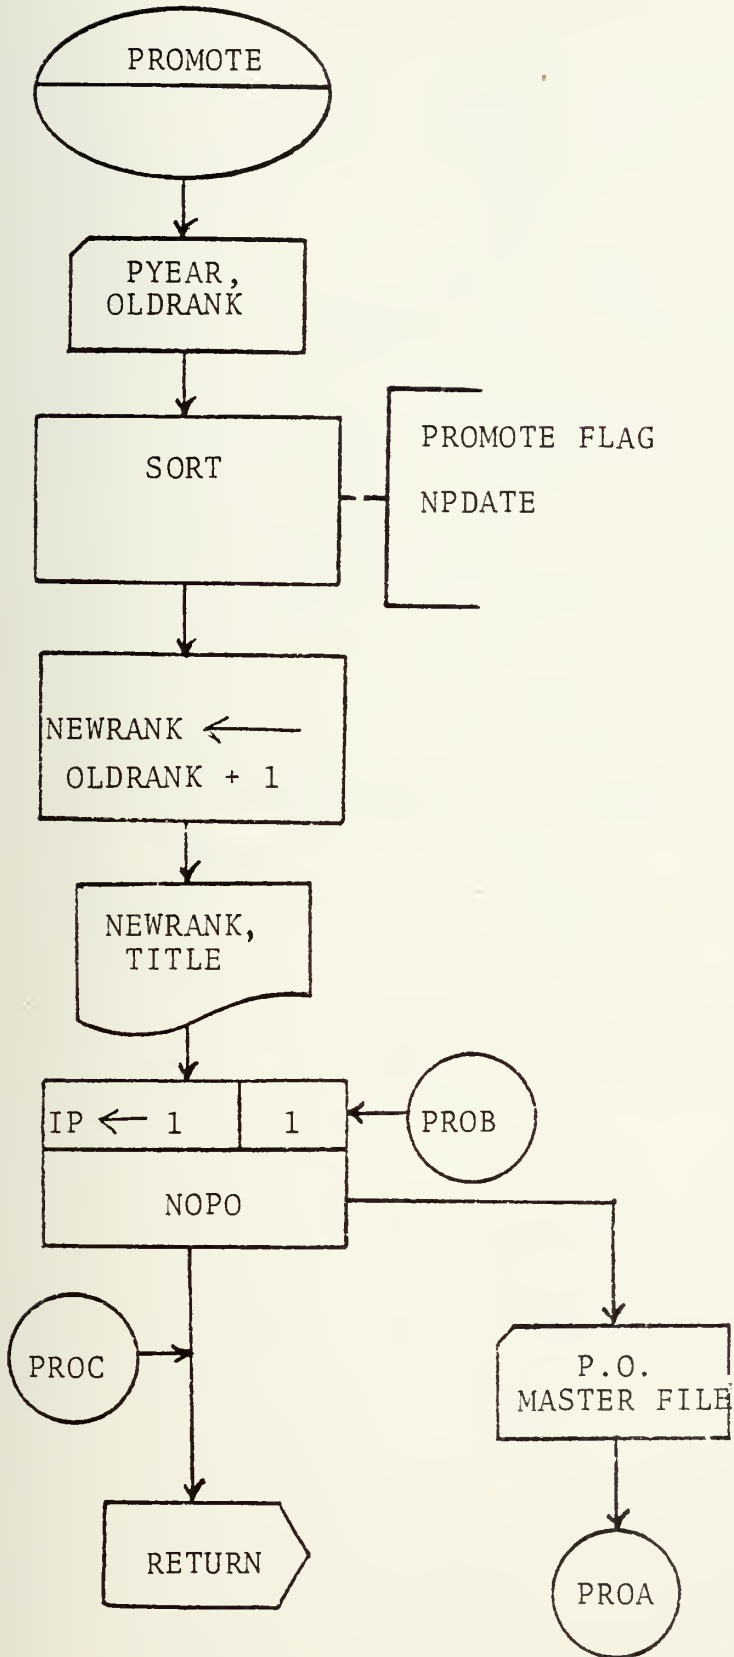 PROMOTE
PYEAR,
OLDRANK
SORT
PROMOTE FLAG
NPDATE
NEWRANK ←
OLDRANK + 1
NEWRANK,
TITLE
IP ← 1 1
PROB
NOPO
PROC
P.O.
MASTER FILE
RETURN
PROA